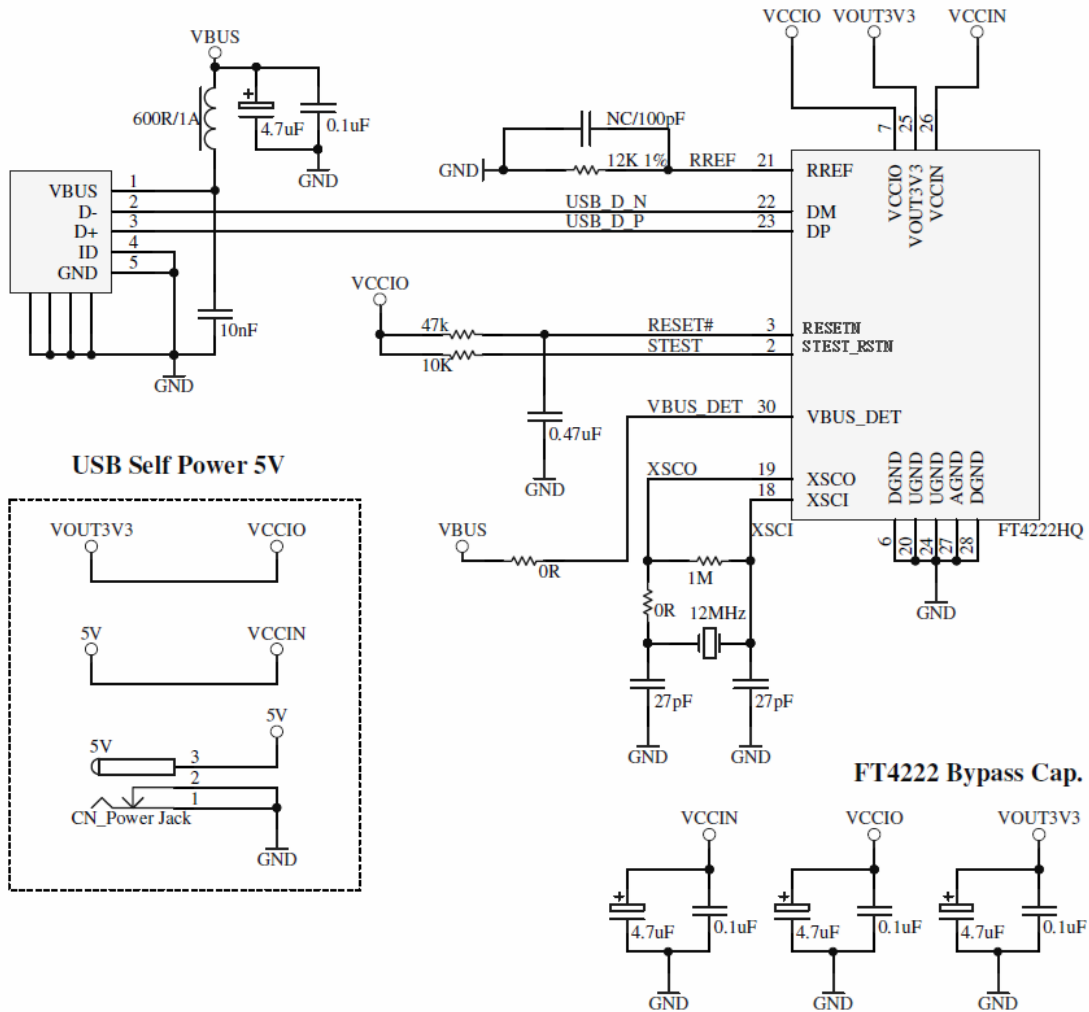 VCCIO VOUT3V3 VCCIN
VBUS
600R/1A
4.7uF
0.1uF
GND
7
25
26
NC/100pF
GND
12K 1%
RREF 21 RREF
VCCIO
VOUT3V3
VCCIN
VBUS 1
D- 2
D+ 3
ID 4
GND 5
USB_D_N 22 DM
USB_D_P 23 DP
10nF
GND
VCCIO
47k
RESET# 3 RESETN
STEST 2 STEST_RSTN
10K
0.47uF
GND
VBUS_DET 30 VBUS_DET
XSCO 19 XSCO
18 XSCI
XSCI
DGND
UGND
UGND
AGND
DGND
6
20
24
27
28
FT4222HQ
GND
VBUS
0R
1M
0R
12MHz
27pF
27pF
GND
GND
USB Self Power 5V
VOUT3V3 VCCIO
5V VCCIN
5V
5V
3
2
1
CN_Power Jack
GND
FT4222 Bypass Cap.
VCCIN VCCIO VOUT3V3
4.7uF 0.1uF 4.7uF 0.1uF 4.7uF 0.1uF
GND GND GND